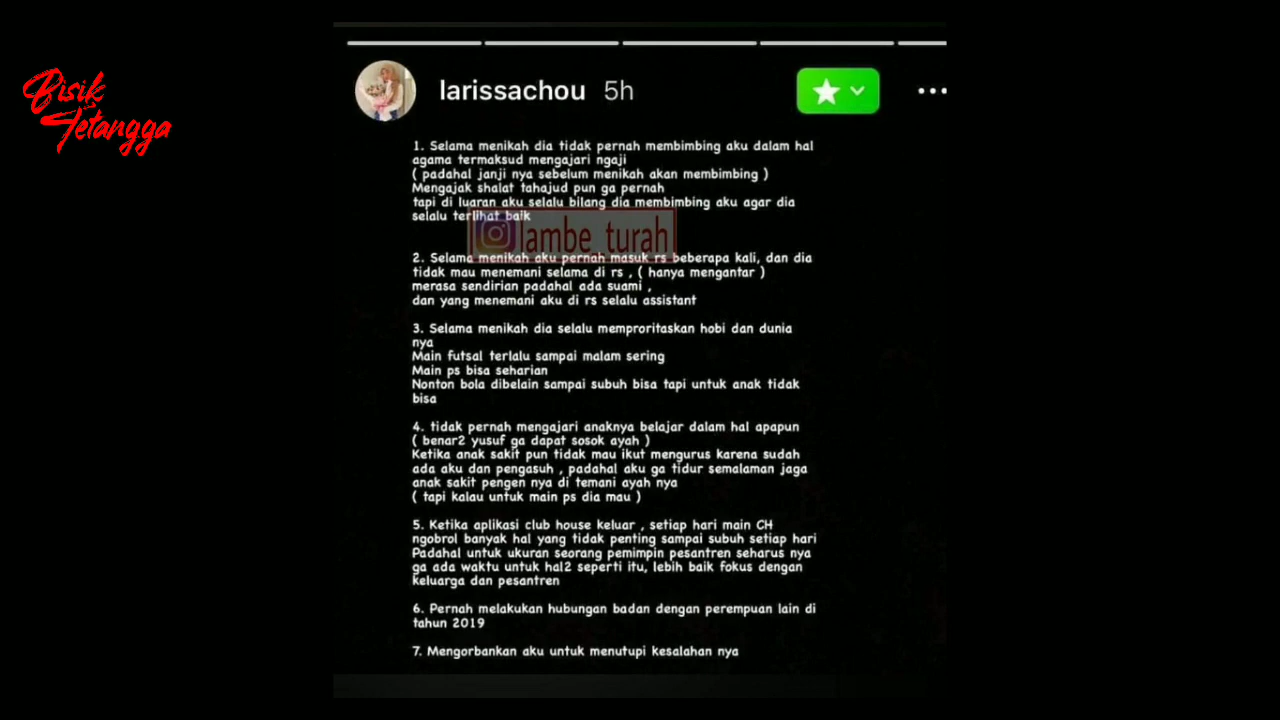 Bisik
Tetangga
larissachou 5h
1. Selama menikah dia tidak pernah membimbing aku dalam hal
agama termaksud mengajari ngaji
( padahal janji nya sebelum menikah akan membimbing )
Mengajak shalat tahajud pun ga pernah
tapi di luaran aku selalu bilang dia membimbing aku agar dia
selalu terlihat baik
lambe_turah
2. Selama menikah aku pernah masuk rs beberapa kali, dan dia
tidak mau menemani selama di rs , ( hanya mengantar )
merasa sendirian padahal ada suami ,
dan yang menemani aku di rs selalu assistant
3. Selama menikah dia selalu memproritaskan hobi dan dunia
nya
Main futsal terlalu sampai malam sering
Main ps bisa seharian
Nonton bola dibelain sampai subuh bisa tapi untuk anak tidak
bisa
4. tidak pernah mengajari anaknya belajar dalam hal apapun
( benar2 yusuf ga dapat sosok ayah )
Ketika anak sakit pun tidak mau ikut mengurus karena sudah
ada aku dan pengasuh , padahal aku ga tidur semalaman jaga
anak sakit pengen nya di temani ayah nya
( tapi kalau untuk main ps dia mau )
5. Ketika aplikasi club house keluar , setiap hari main CH
ngobrol banyak hal yang tidak penting sampai subuh setiap hari
Padahal untuk ukuran seorang pemimpin pesantren seharus nya
ga ada waktu untuk hal2 seperti itu, lebih baik fokus dengan
keluarga dan pesantren
6. Pernah melakukan hubungan badan dengan perempuan lain di
tahun 2019
7. Mengorbankan aku untuk menutupi kesalahan nya